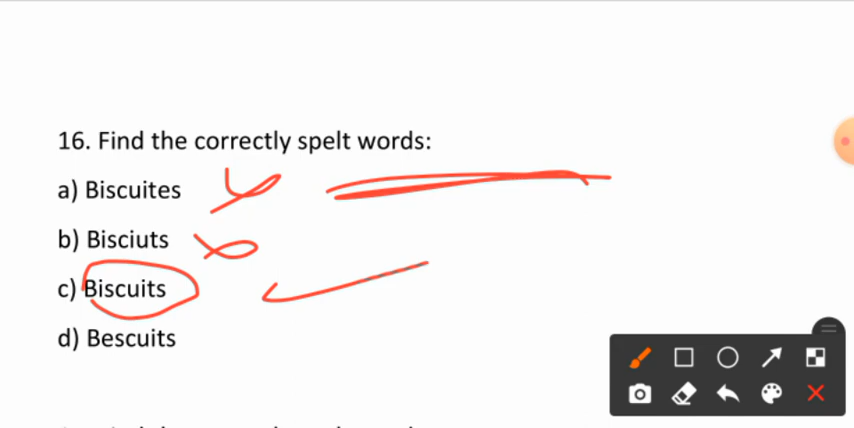 16. Find the correctly spelt words:
a) Biscuites
b) Bisciuts
c) Biscuits
d) Bescuits